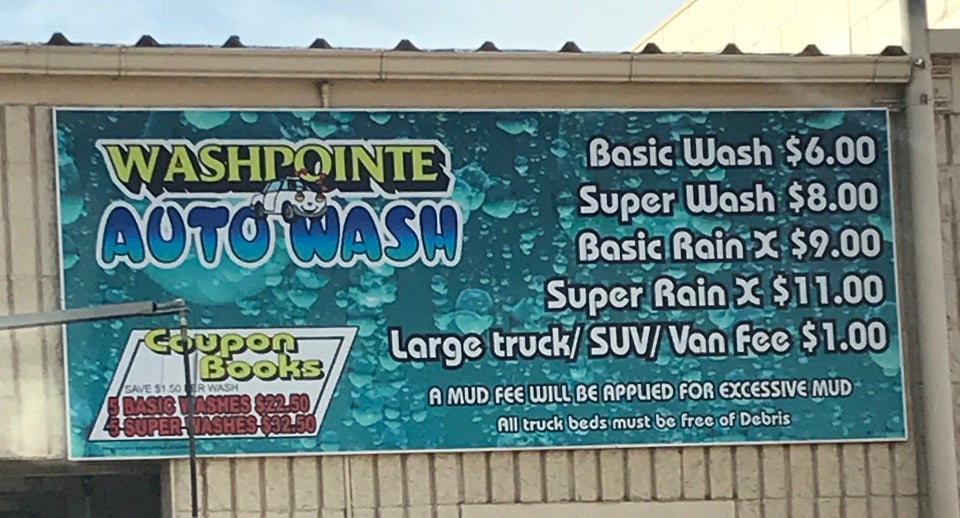 WASHPOINTE
AUTO WASH
Basic Wash $6.00
Super Wash $8.00
Basic Rain X $9.00
Super Rain X $11.00
Large truck/ SUV/ Van Fee $1.00
A MUD FEE WILL BE APPLIED FOR EXCESSIVE MUD
All truck beds must be free of Debris
Coupon
Books
SAVE $1.50 PER WASH
5 BASIC WASHES $22.50
5 SUPER WASHES $32.50